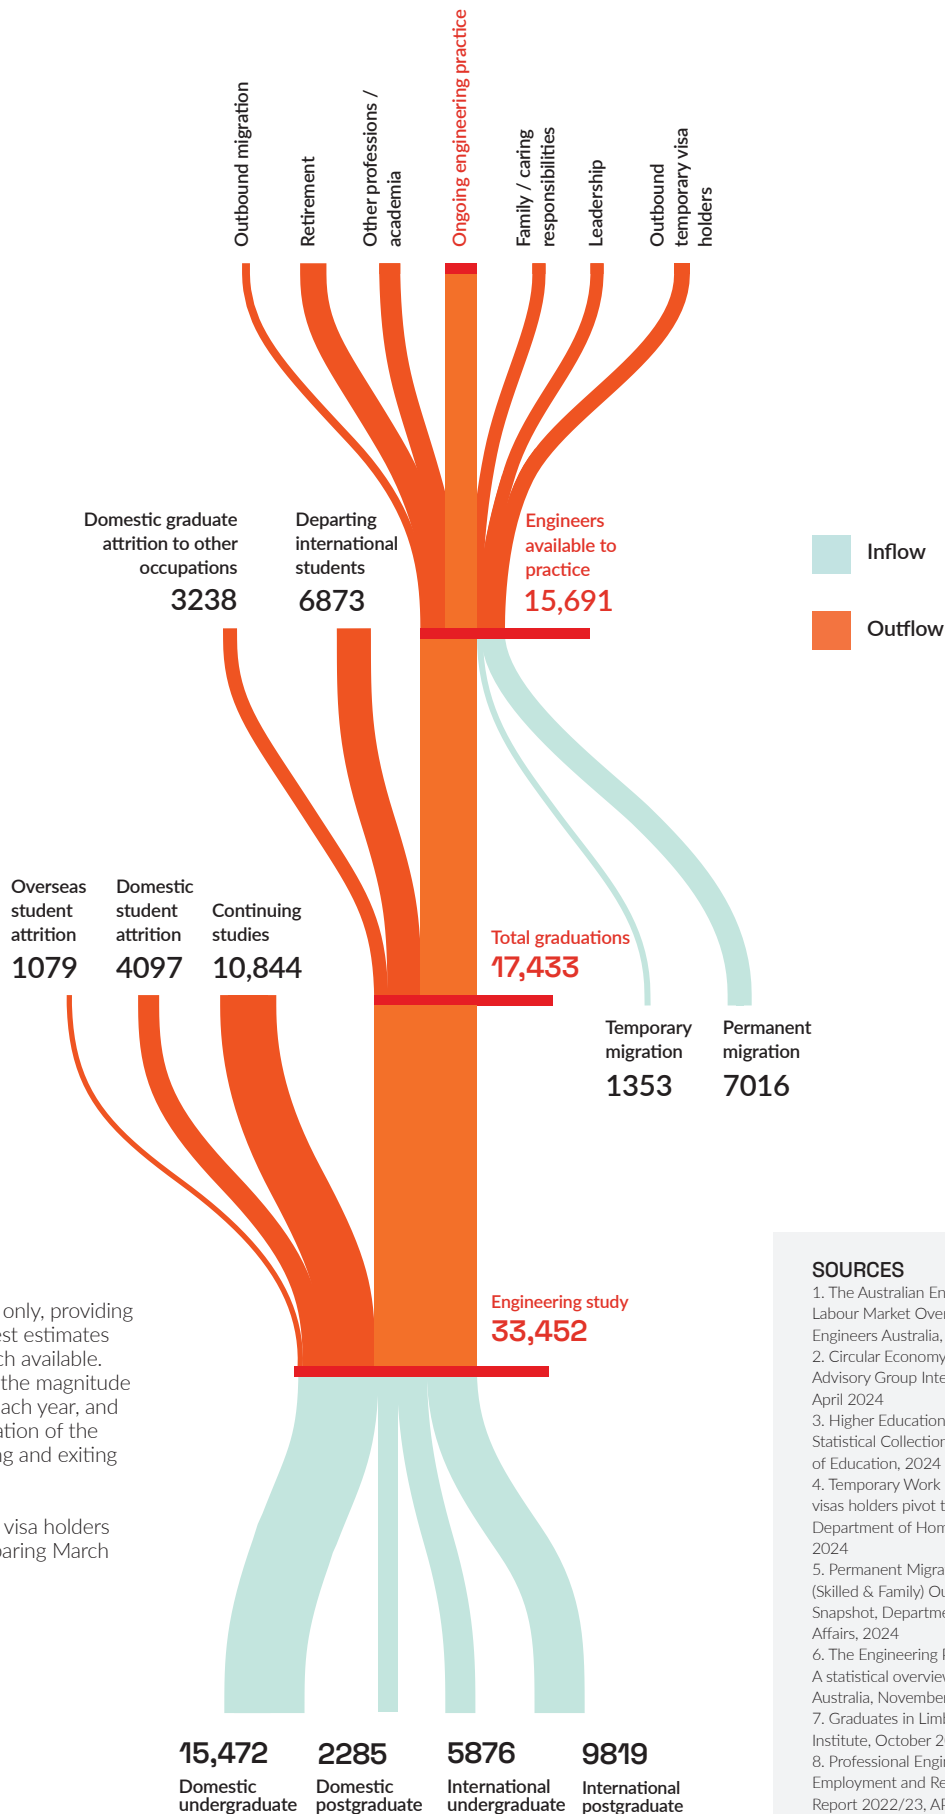 Outbound migration
Retirement
Other professions /
academia
Ongoing engineering practice
Family / caring
responsibilities
Leadership
Outbound
temporary visa
holders
Domestic graduate
attrition to other
occupations
3238
Departing
international
students
6873
Engineers
available to
practice
15,691
Inflow
Outflow
Overseas
student
attrition
1079
Domestic
student
attrition
4097
Continuing
studies
10,844
Total graduations
17,433
Temporary
migration
1353
Permanent
migration
7016
Engineering study
33,452
only, providing
est estimates
ch available.
the magnitude
each year, and
ation of the
ng and exiting
visa holders
paring March
SOURCES
1. The Australian En
Labour Market Over
Engineers Australia,
2. Circular Economy
Advisory Group Inte
April 2024
3. Higher Education
Statistical Collection
of Education, 2024
4. Temporary Work
visas holders pivot t
Department of Hom
2024
5. Permanent Migra
(Skilled & Family) Ou
Snapshot, Departme
Affairs, 2024
6. The Engineering P
A statistical overview
Australia, November
7. Graduates in Limb
Institute, October 2
8. Professional Engin
Employment and Re
Report 2022/23, AP
15,472
Domestic
undergraduate
2285
Domestic
postgraduate
5876
International
undergraduate
9819
International
postgraduate